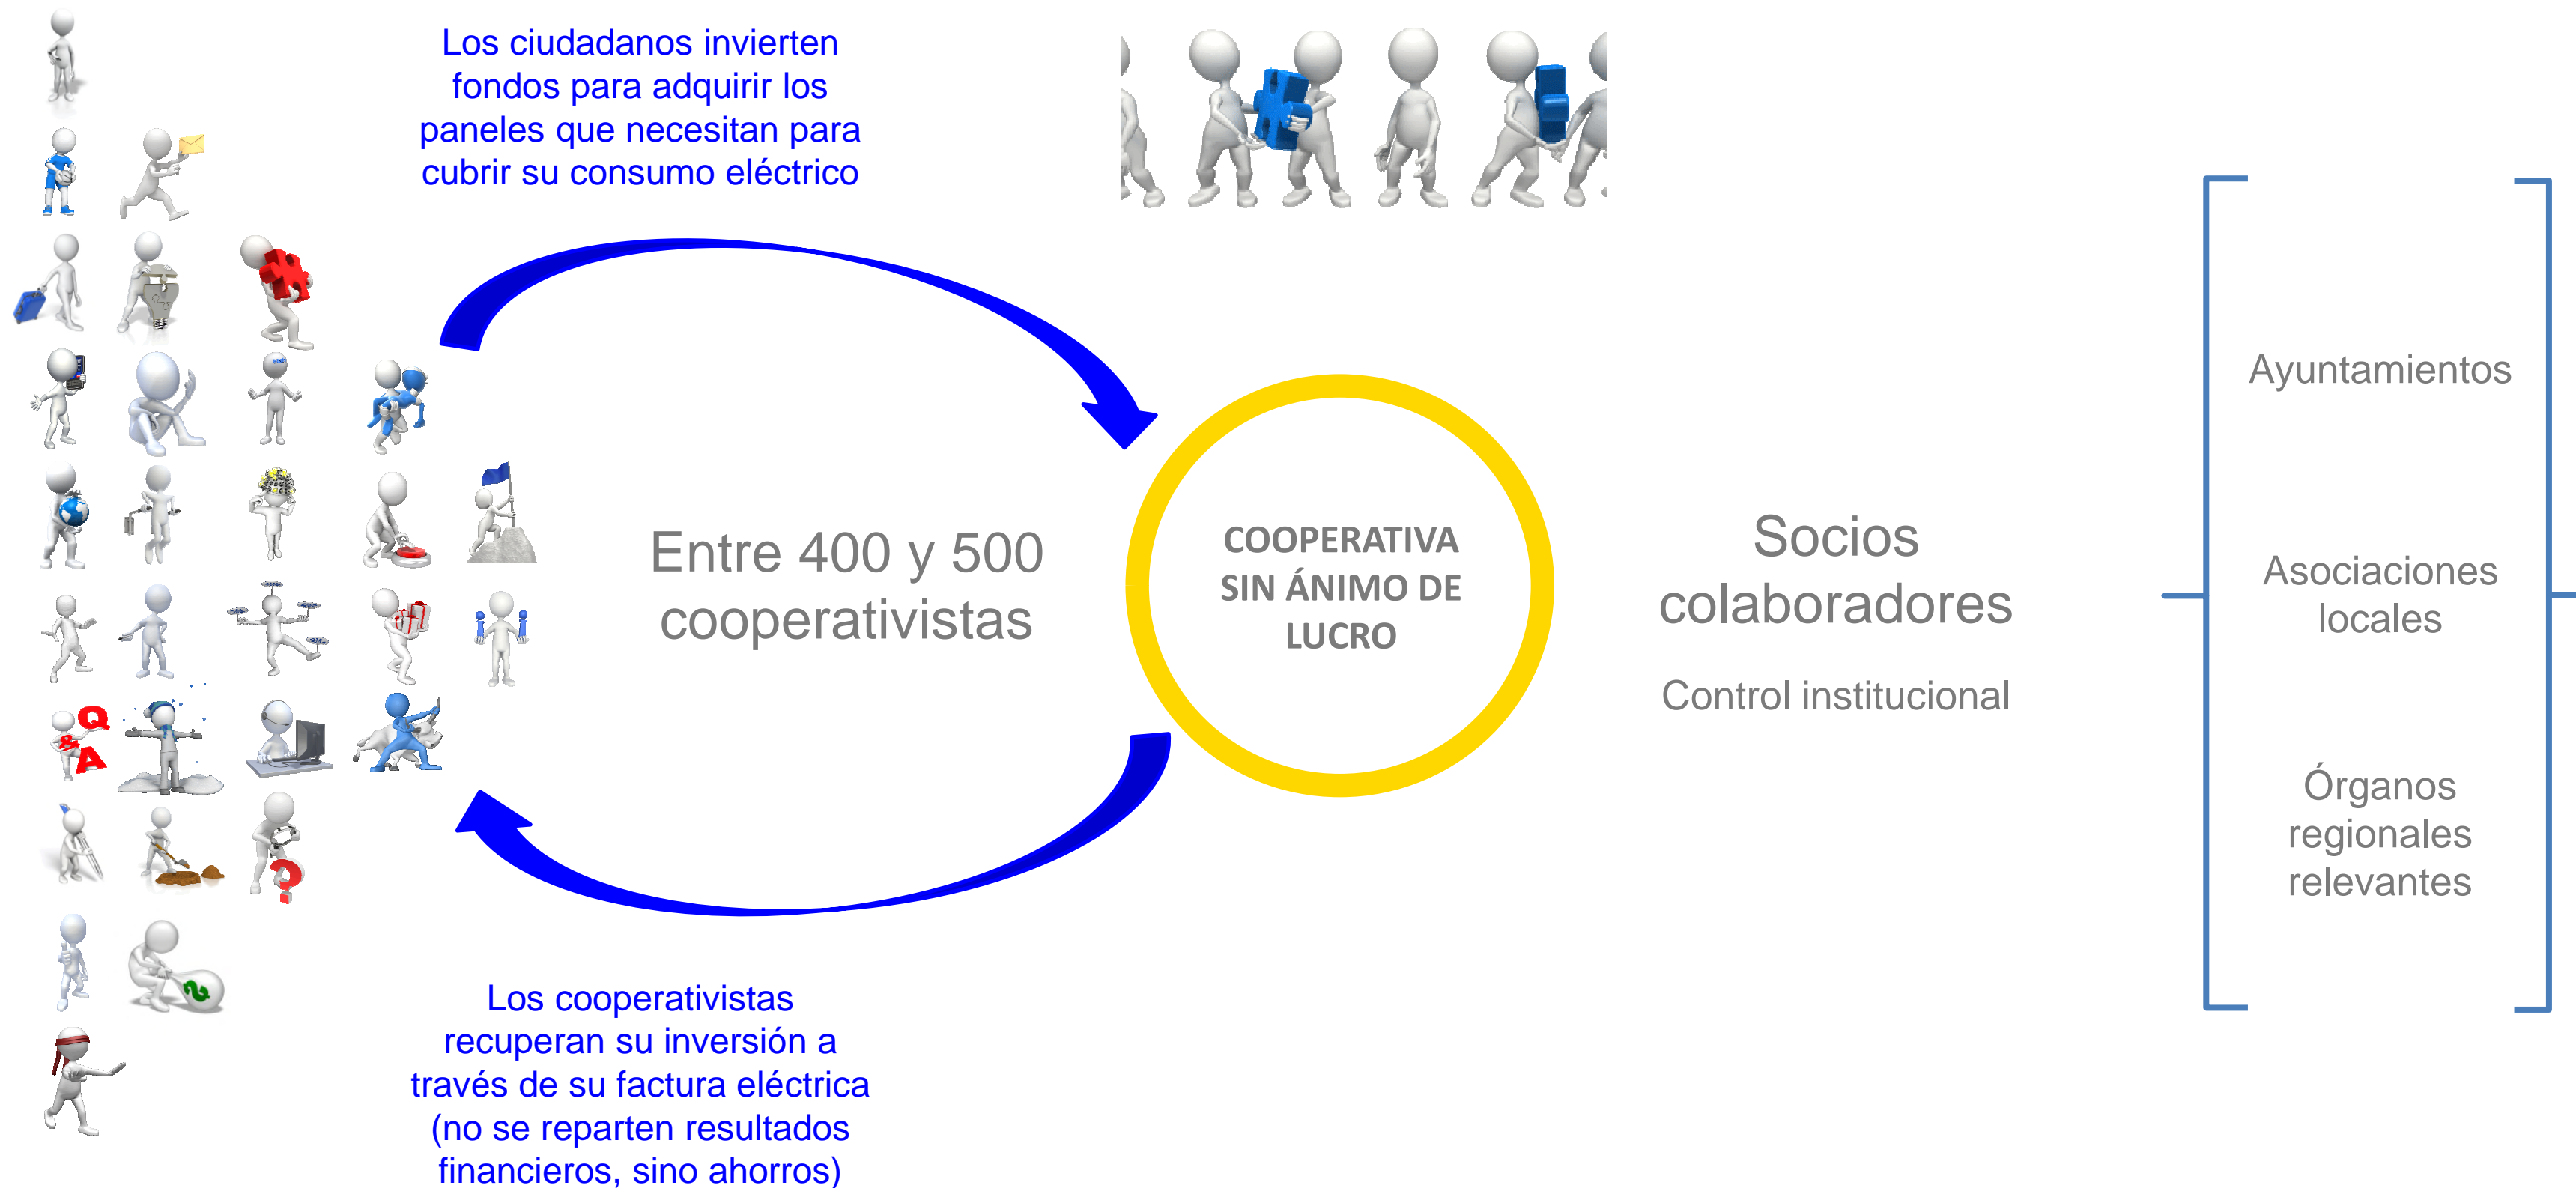 Los ciudadanos invierten
fondos para adquirir los
paneles que necesitan para
cubrir su consumo eléctrico
Entre 400 y 500
cooperativistas
COOPERATIVA
SIN ÁNIMO DE
LUCRO
Socios
colaboradores
Control institucional
Ayuntamientos
Asociaciones
locales
Órganos
regionales
relevantes
Q
&
A
?
Los cooperativistas
recuperan su inversión a
través de su factura eléctrica
(no se reparten resultados
financieros, sino ahorros)